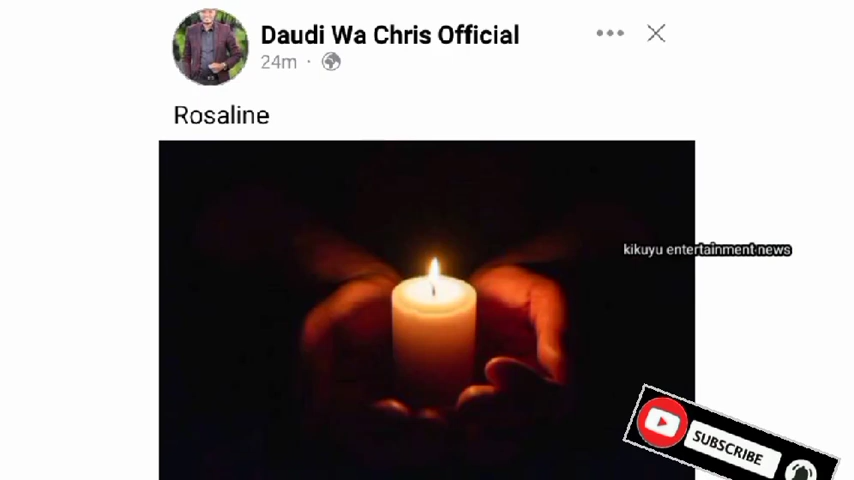 Daudi Wa Chris Official
24m ·
Rosaline
kikuyu entertainment news
SUBSCRIBE